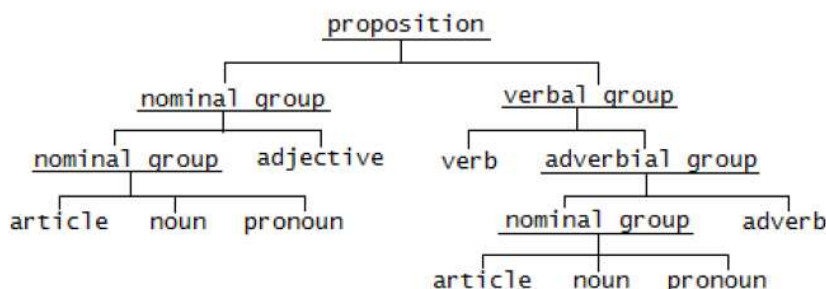 proposition
nominal group verbal group
nominal group adjective verb adverbial group
article noun pronoun nominal group adverb
article noun pronoun